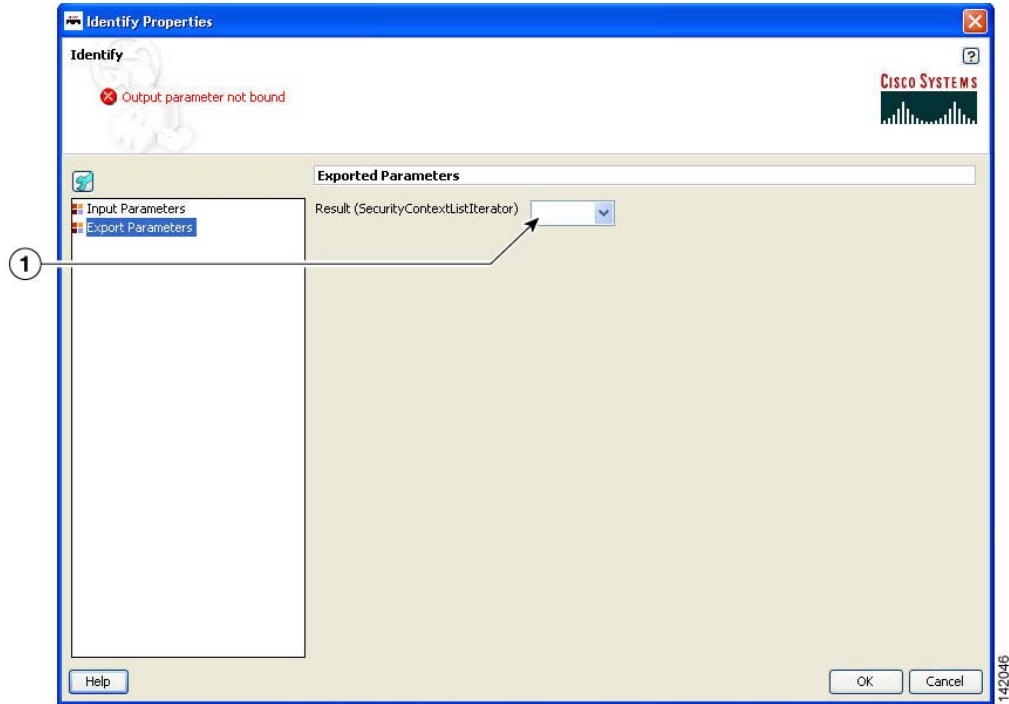 Identify Properties
Identify
Output parameter not bound
CISCO SYSTEMS
Exported Parameters
Input Parameters
Export Parameters
Result (SecurityContextListIterator)
1
Help
OK
Cancel
142046